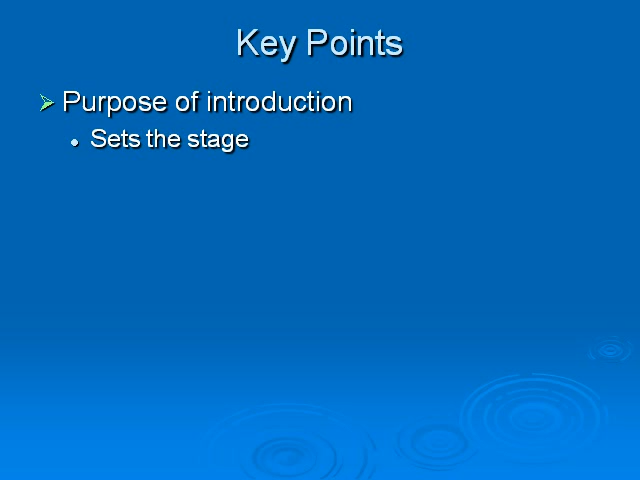 Key Points
Purpose of introduction
Sets the stage